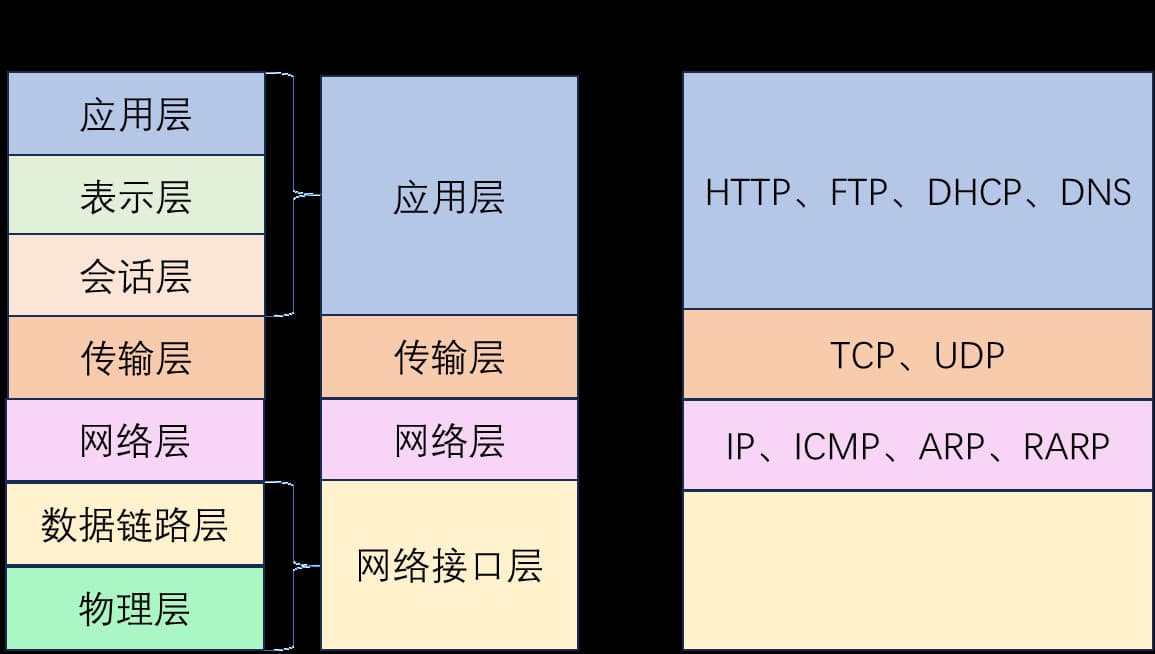 应用层
表示层
会话层
传输层
网络层
数据链路层
物理层
应用层
传输层
网络层
网络接口层
HTTP、FTP、DHCP、DNS
TCP、UDP
IP、ICMP、ARP、RARP